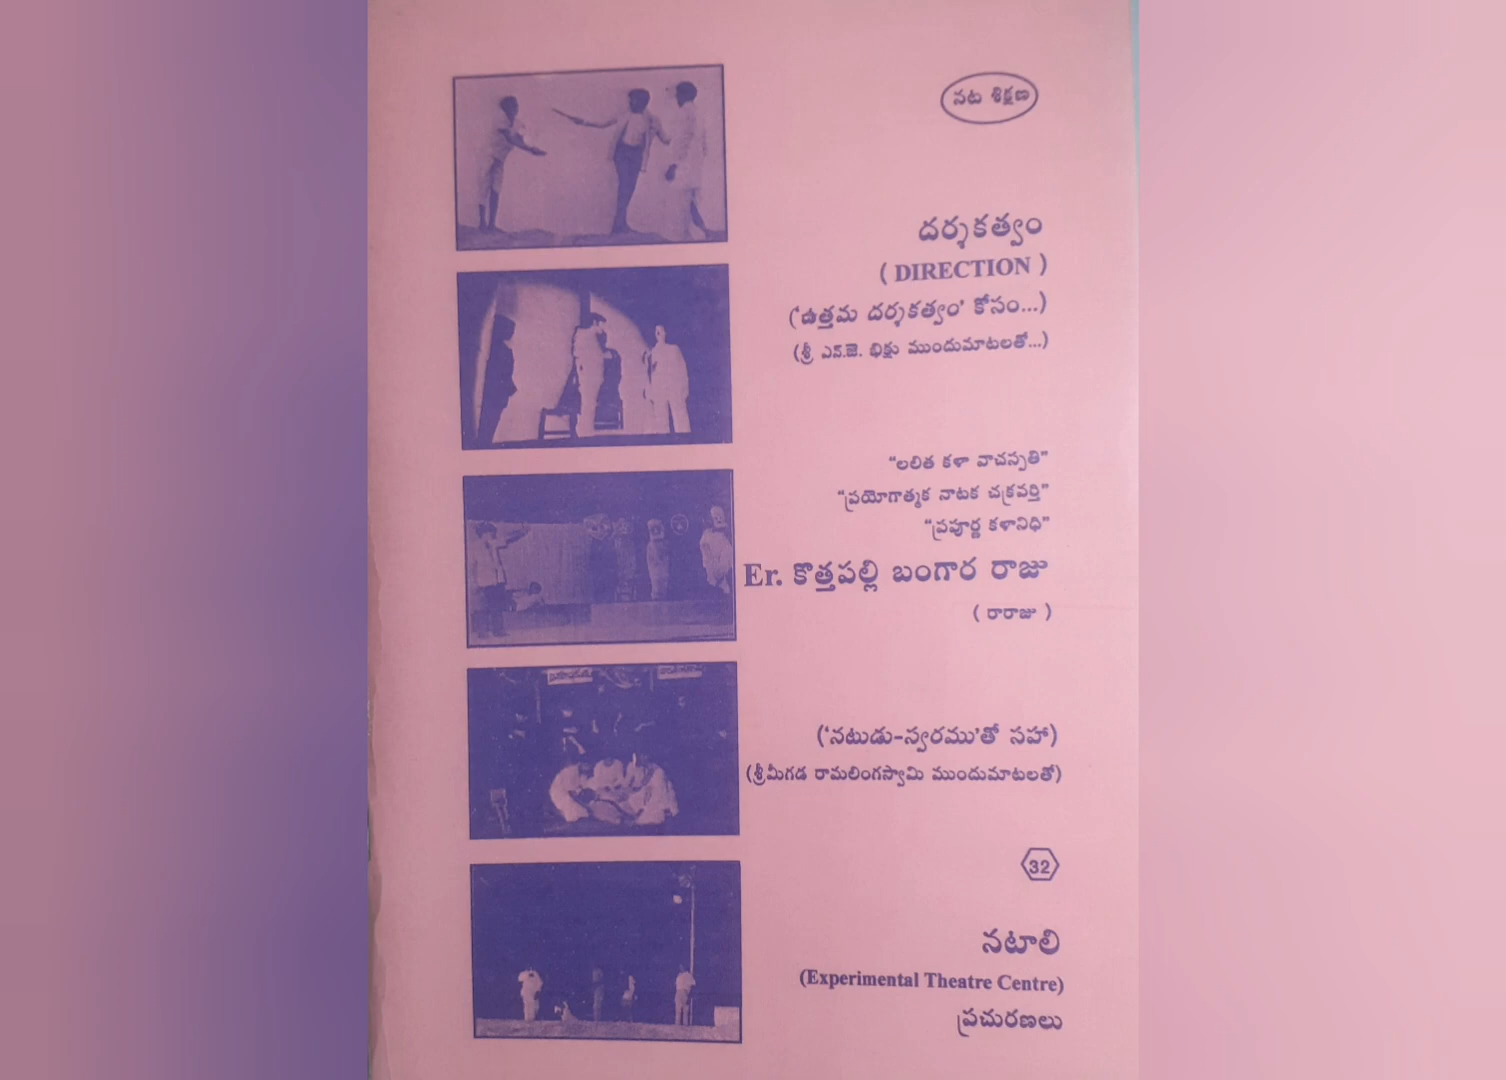 నట శిక్షణ
దర్శకత్వం
( DIRECTION )
('ఉత్తమ దర్శకత్వం' కోసం...)
(శ్రీ ఎన్.జె. భిక్షు ముందుమాటలతో...)
“లలిత కళా వాచస్పతి”
“ప్రయోగాత్మక నాటక చక్రవర్తి”
“ప్రపూర్ణ కళానిధి”
Er. కొత్తపల్లి బంగార రాజు
( రారాజు )
('నటుడు-స్వరము'తో సహా)
(శ్రీమీగడ రామలింగస్వామి ముందుమాటలతో)
32
నటాలి
(Experimental Theatre Centre)
ప్రచురణలు